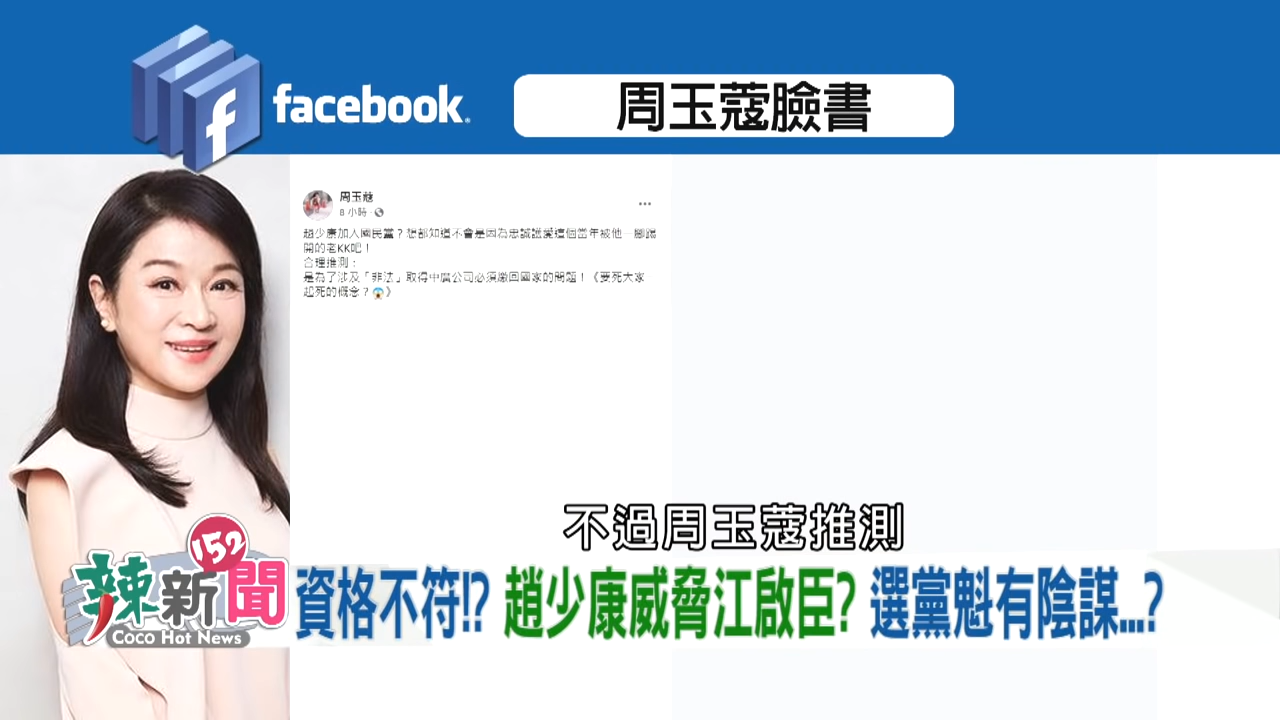 facebook
周玉蔻臉書
周玉蔻
8 小時
趙少康加入國民黨？想都知道不會是因為忠誠護愛這個當年被他一腳踢
開的老KK吧！
合理推測：
是為了涉及「非法」取得中廣公司必須繳回國家的問題！《要死大家
起死的概念？😱》
不過周玉蔻推測
152
辣新聞
Coco Hot News
資格不符!? 趙少康威脅江啟臣? 選黨魁有陰謀...?